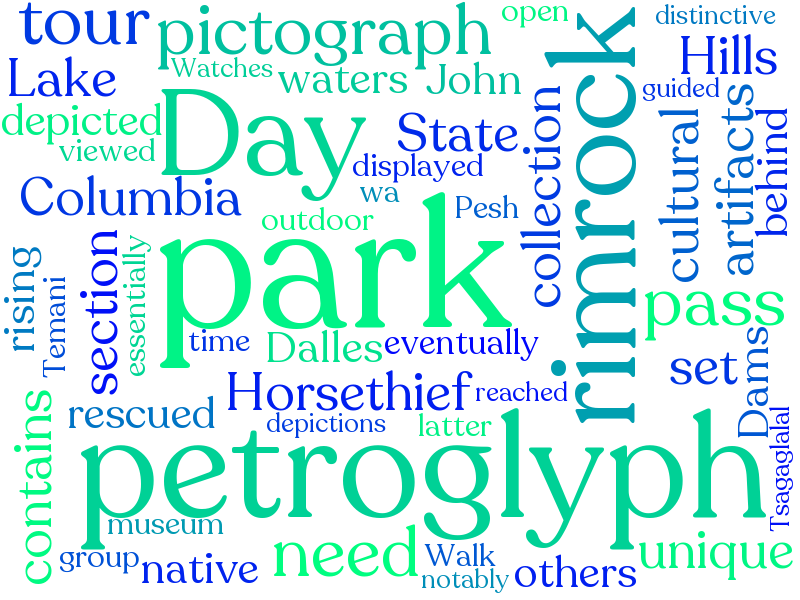 tour
pictograph
open
distinctive
Lake
Watches
waters
John
rimrock
Hills
guided
depicted
viewed
Day
State
displayed
collection
cultural
artifacts
behind
Columbia
wa
Pesh
outdoor
park
rising
Temani
section
essentially
time
Dalles
eventually
pass
set
Dams
Horsethief
reached
rescued
depictions
latter
contains
petroglyph
Tsagaglalal
museum
group
native
need
Walk
notably
others
unique